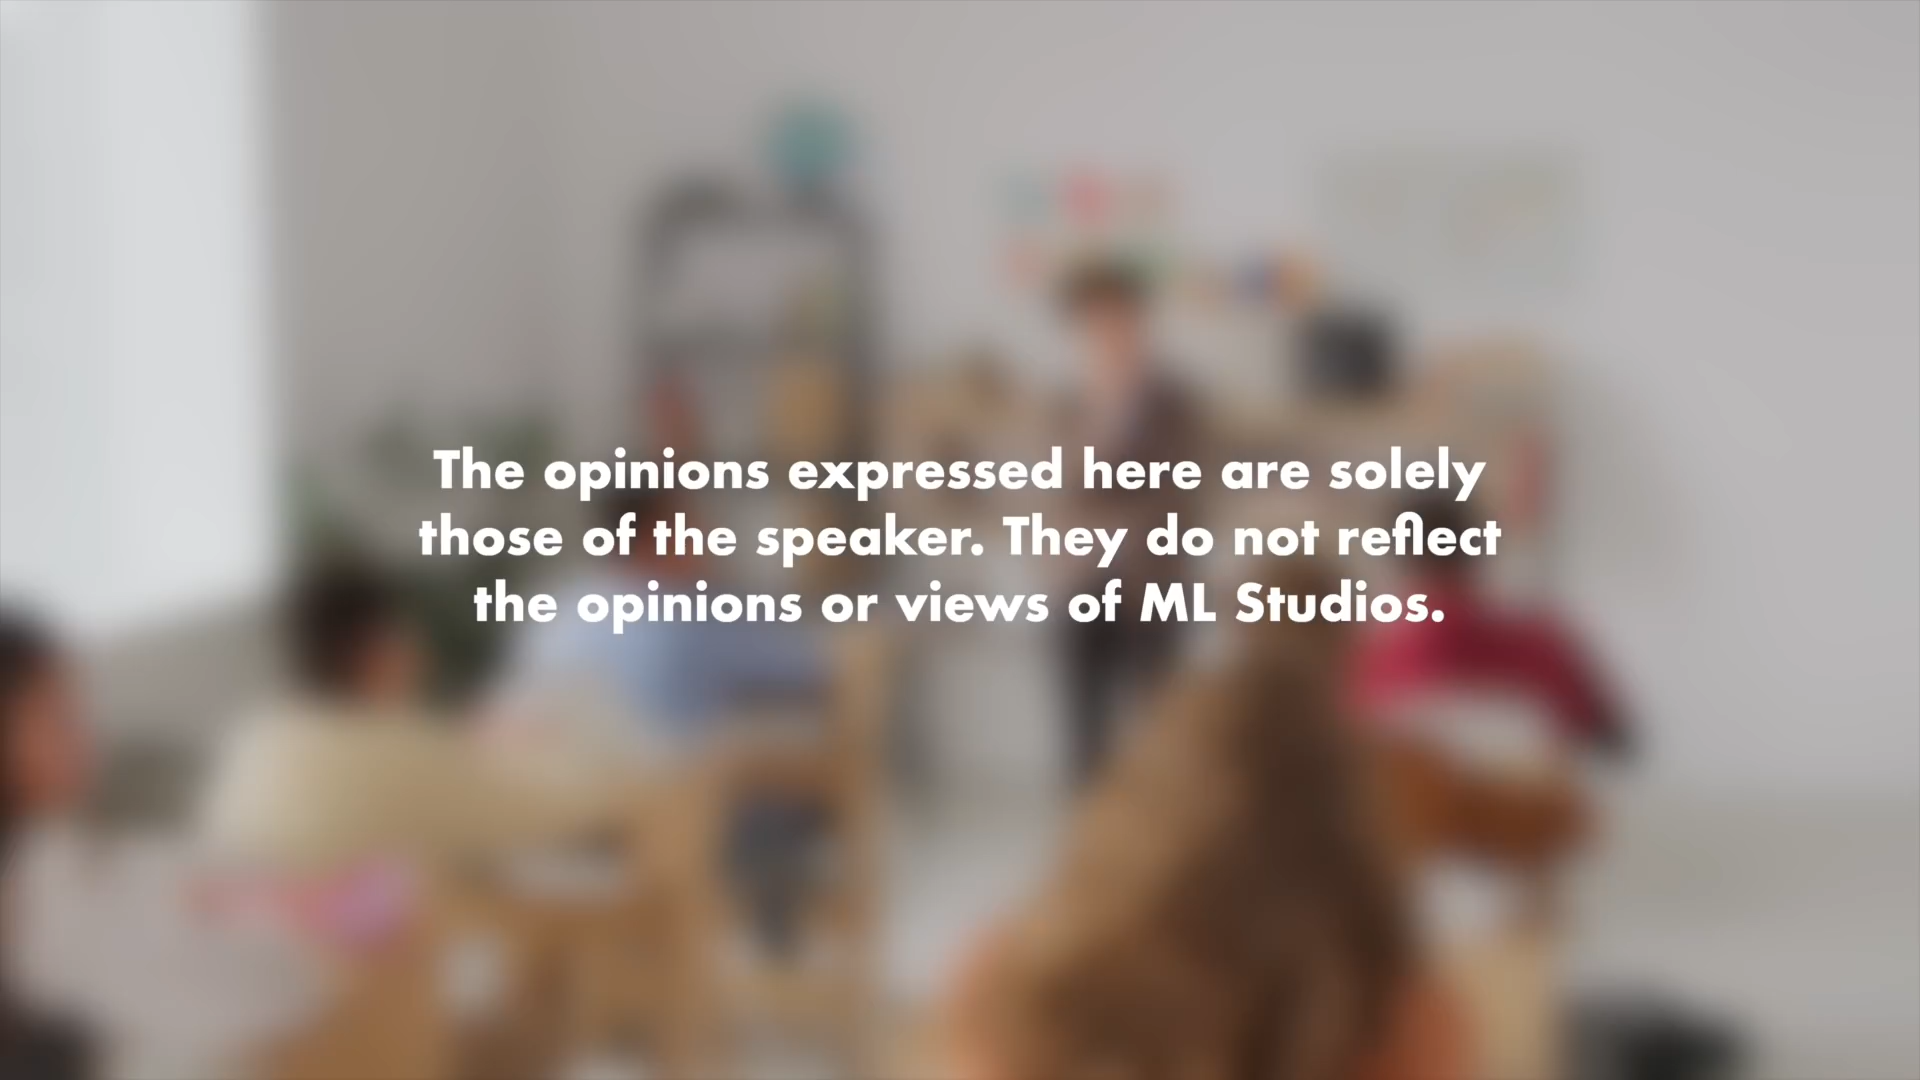 The opinions expressed here are solely
those of the speaker. They do not reflect
the opinions or views of ML Studios.